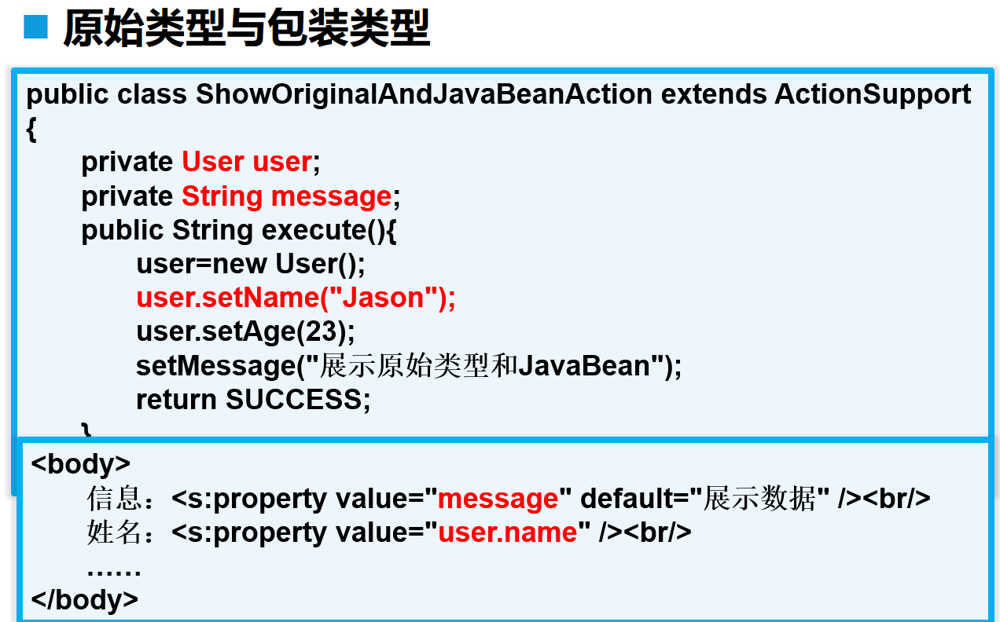 原始类型与包装类型
public class ShowOriginalAndJavaBeanAction extends ActionSupport
{
private User user;
private String message;
public String execute(){
user=new User();
user.setName("Jason");
user.setAge(23);
setMessage("展示原始类型和JavaBean");
return SUCCESS;
}
<body>
信息：<s:property value="message" default="展示数据" /><br/>
姓名：<s:property value="user.name" /><br/>
……
</body>